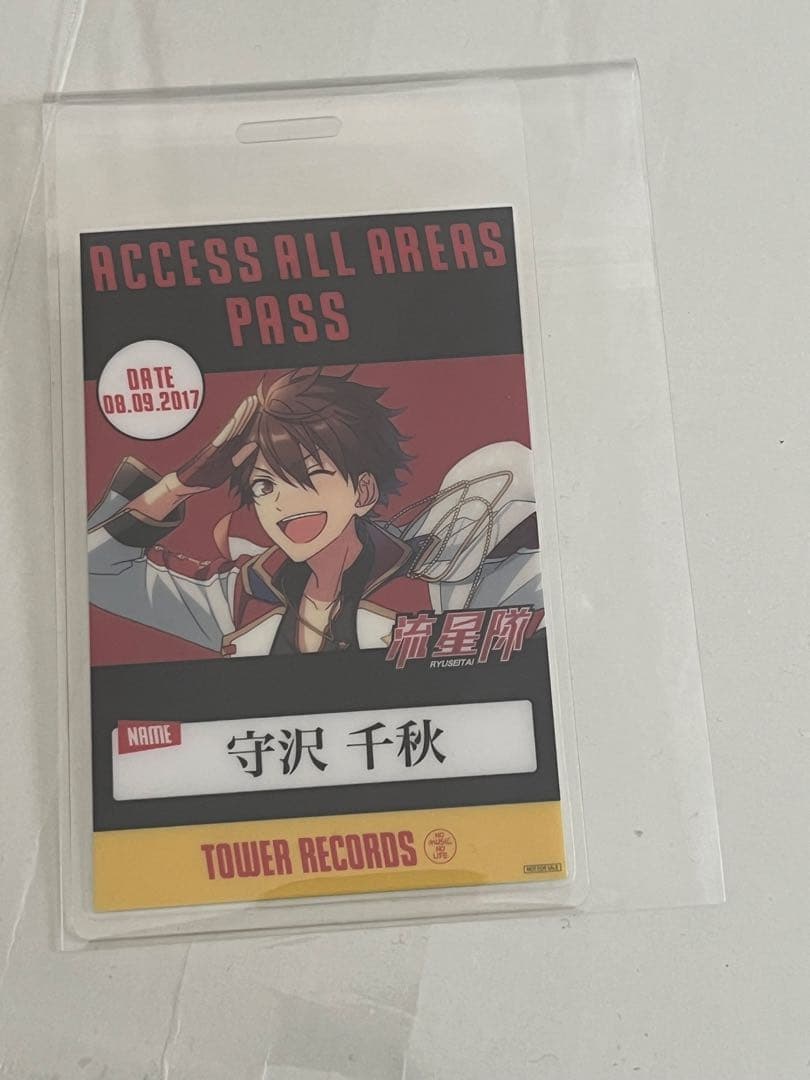 ACCESS ALL AREAS
PASS
DATE
08.09.2017
流星隊
RYUSEITAI
NAME
守沢 千秋
TOWER RECORDS
NO
MUSIC,
NO
LIFE.
NOT FOR SALE